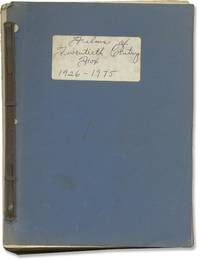 Films of
Twentieth Century
Fox
1926-1975